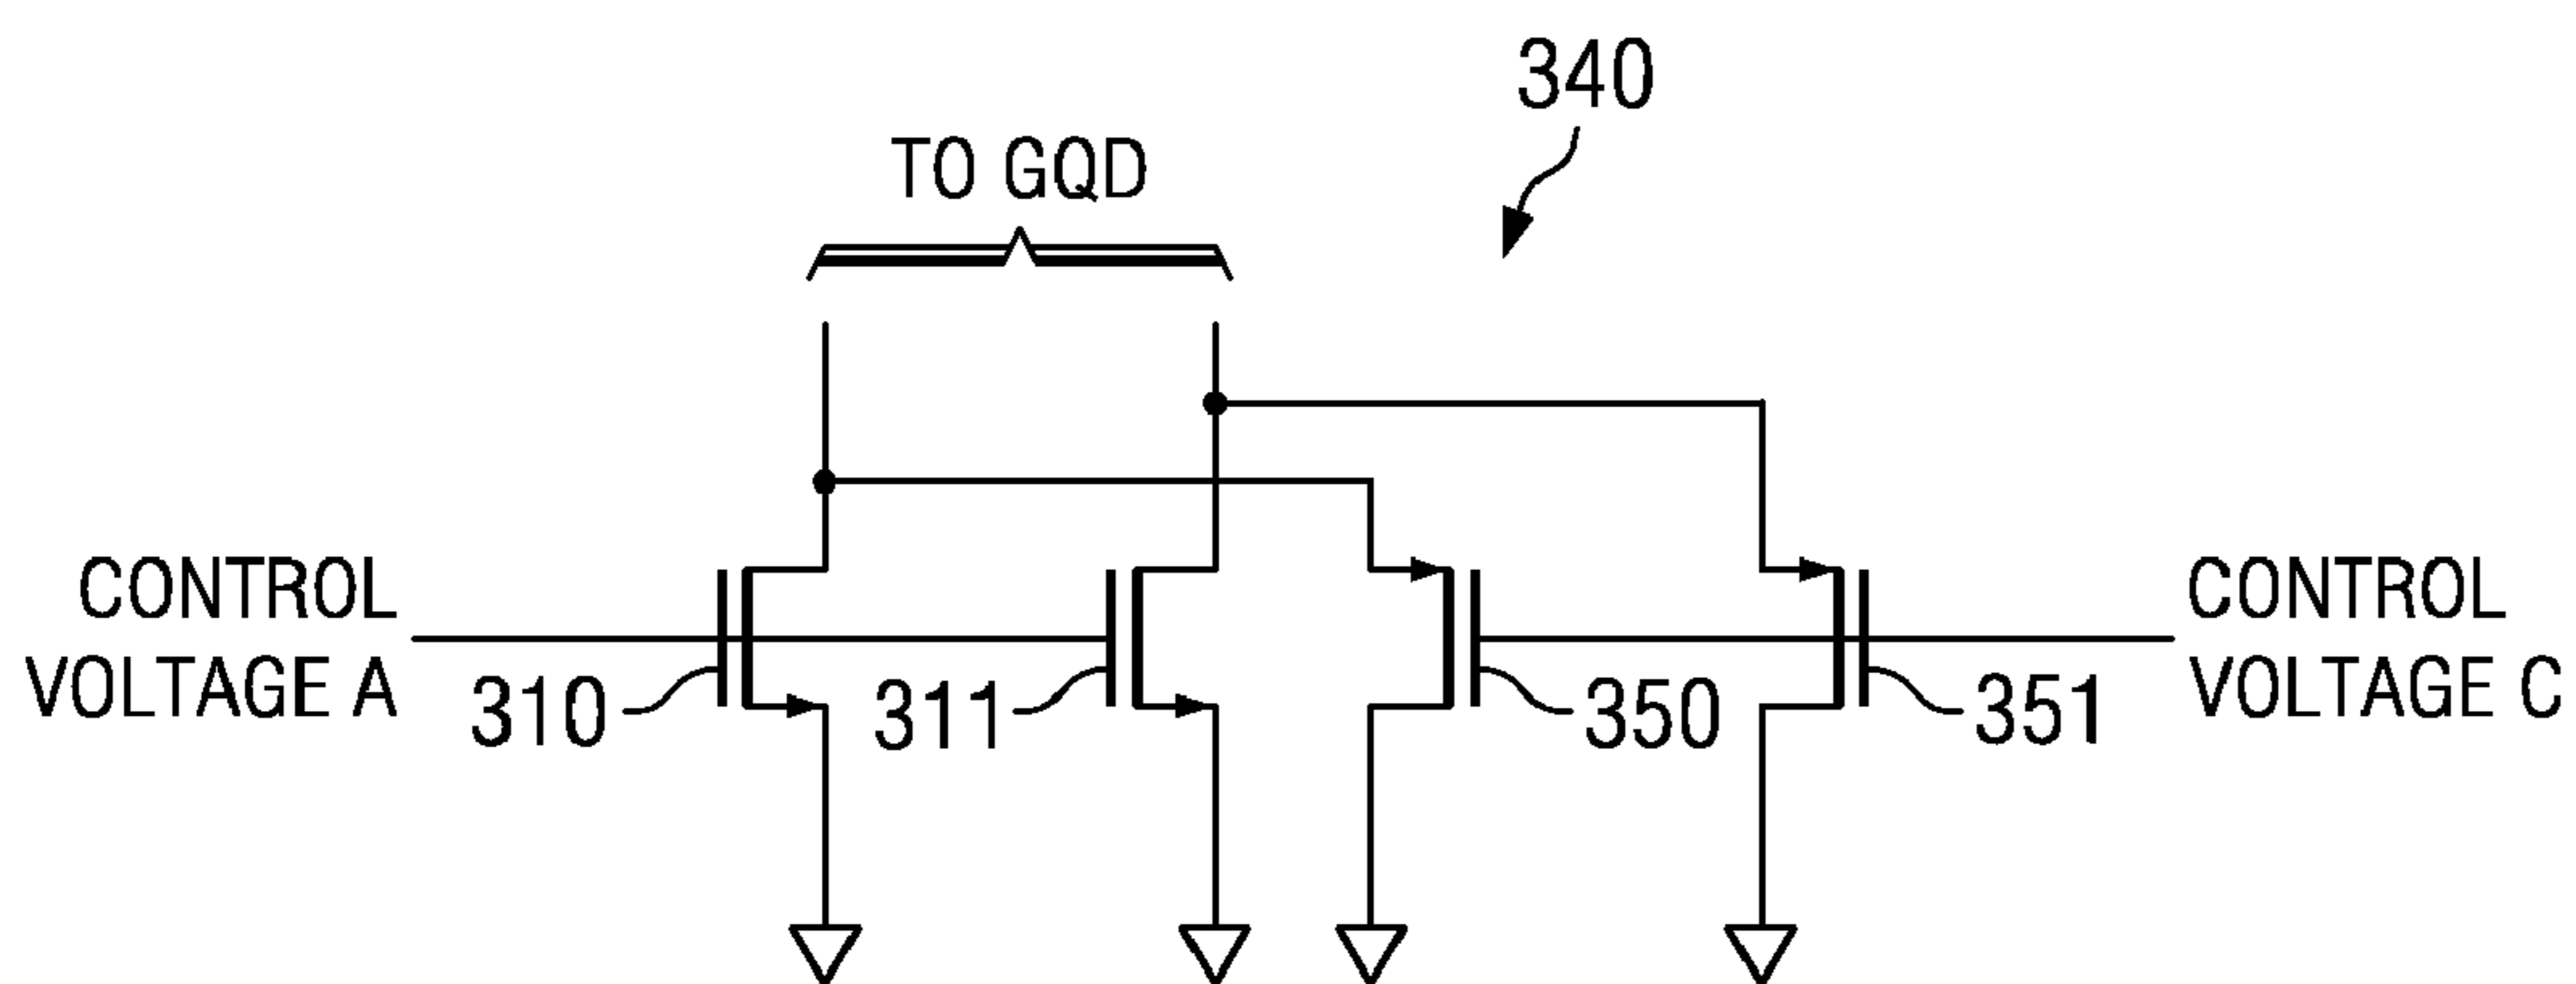 340
TO GQD
CONTROL
VOLTAGE A
310
311
350
351
CONTROL
VOLTAGE C